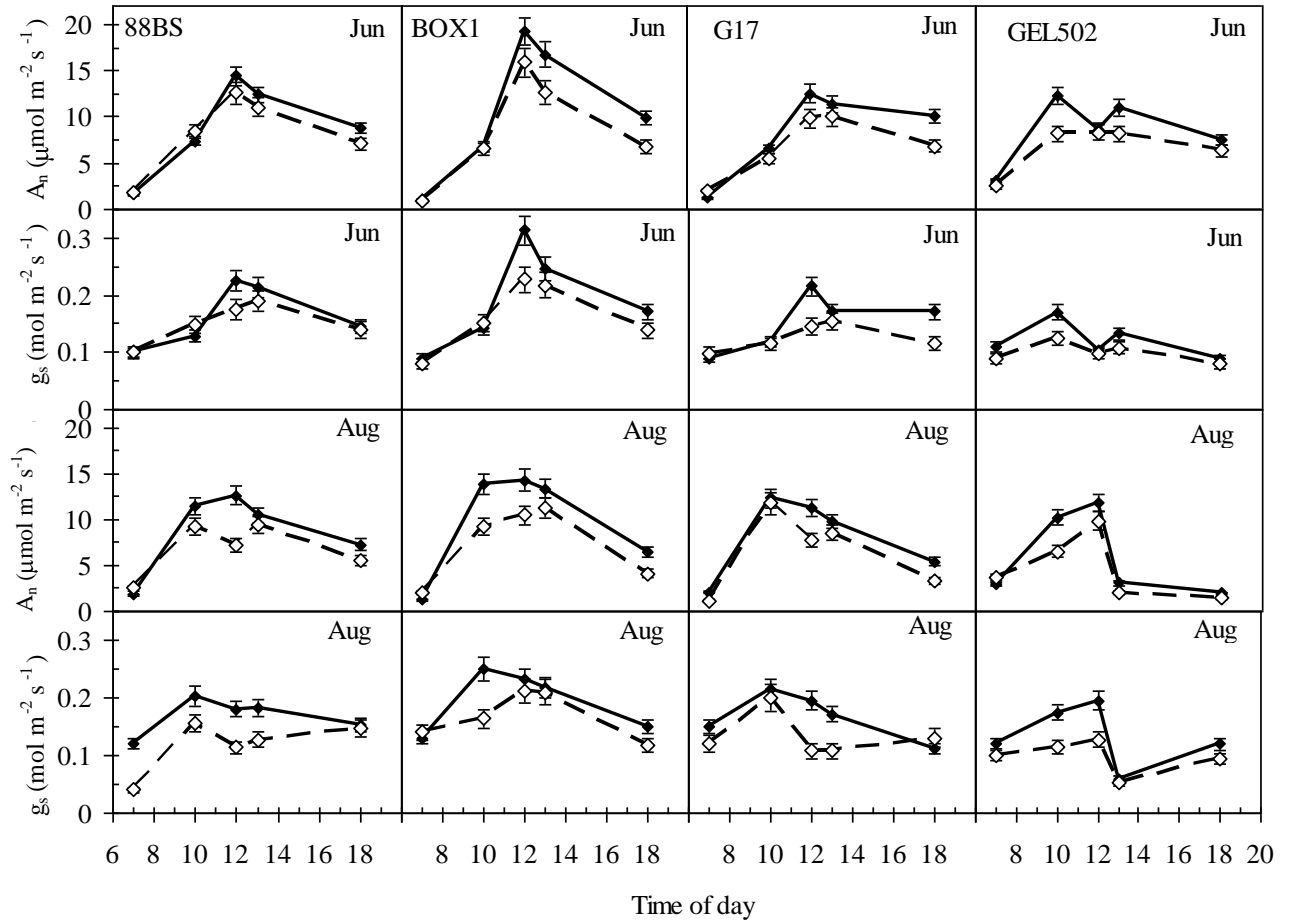 88BS Jun BOX1 Jun G17 Jun GEL502 Jun
Aₙ (μmol m⁻² s⁻¹)
20
15
10
5
0
Jun Jun Jun Jun
gₛ (mol m⁻² s⁻¹)
0.3
0.2
0.1
0
Aug Aug Aug Aug
Aₙ (μmol m⁻² s⁻¹)
20
15
10
5
0
Aug Aug Aug Aug
gₛ (mol m⁻² s⁻¹)
0.3
0.2
0.1
0
6 8 10 12 14 16 18 8 10 12 14 16 18 8 10 12 14 16 18 8 10 12 14 16 18 20
Time of day